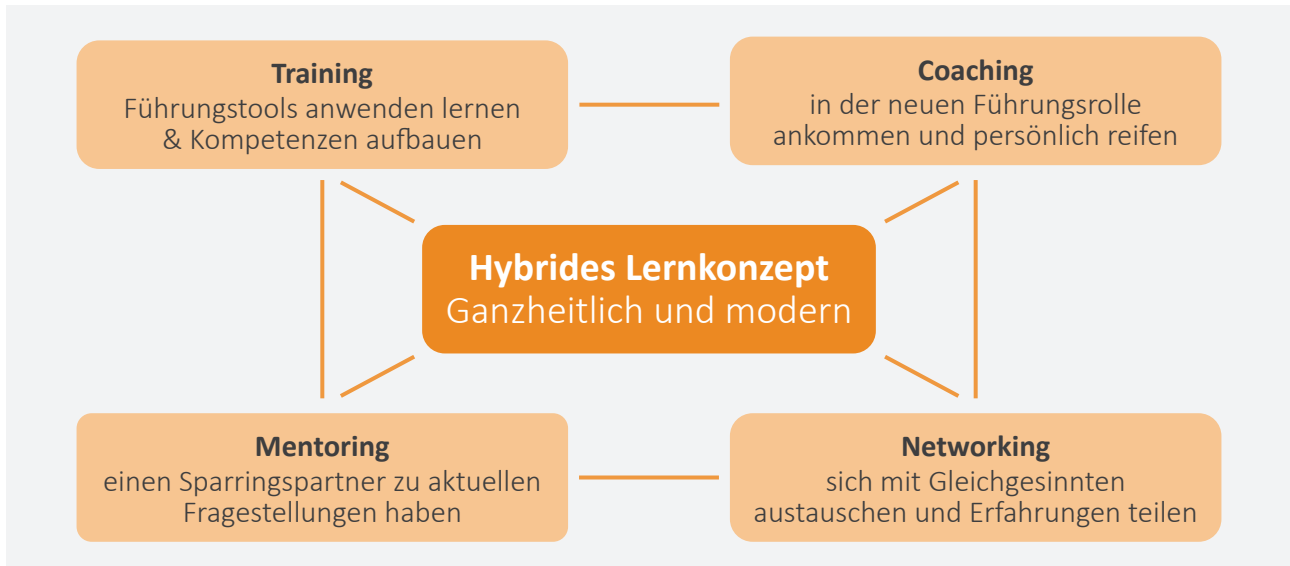 Training
Führungstools anwenden lernen
& Kompetenzen aufbauen
Coaching
in der neuen Führungsrolle
ankommen und persönlich reifen
Hybrides Lernkonzept
Ganzheitlich und modern
Mentoring
einen Sparringspartner zu aktuellen
Fragestellungen haben
Networking
sich mit Gleichgesinnten
austauschen und Erfahrungen teilen